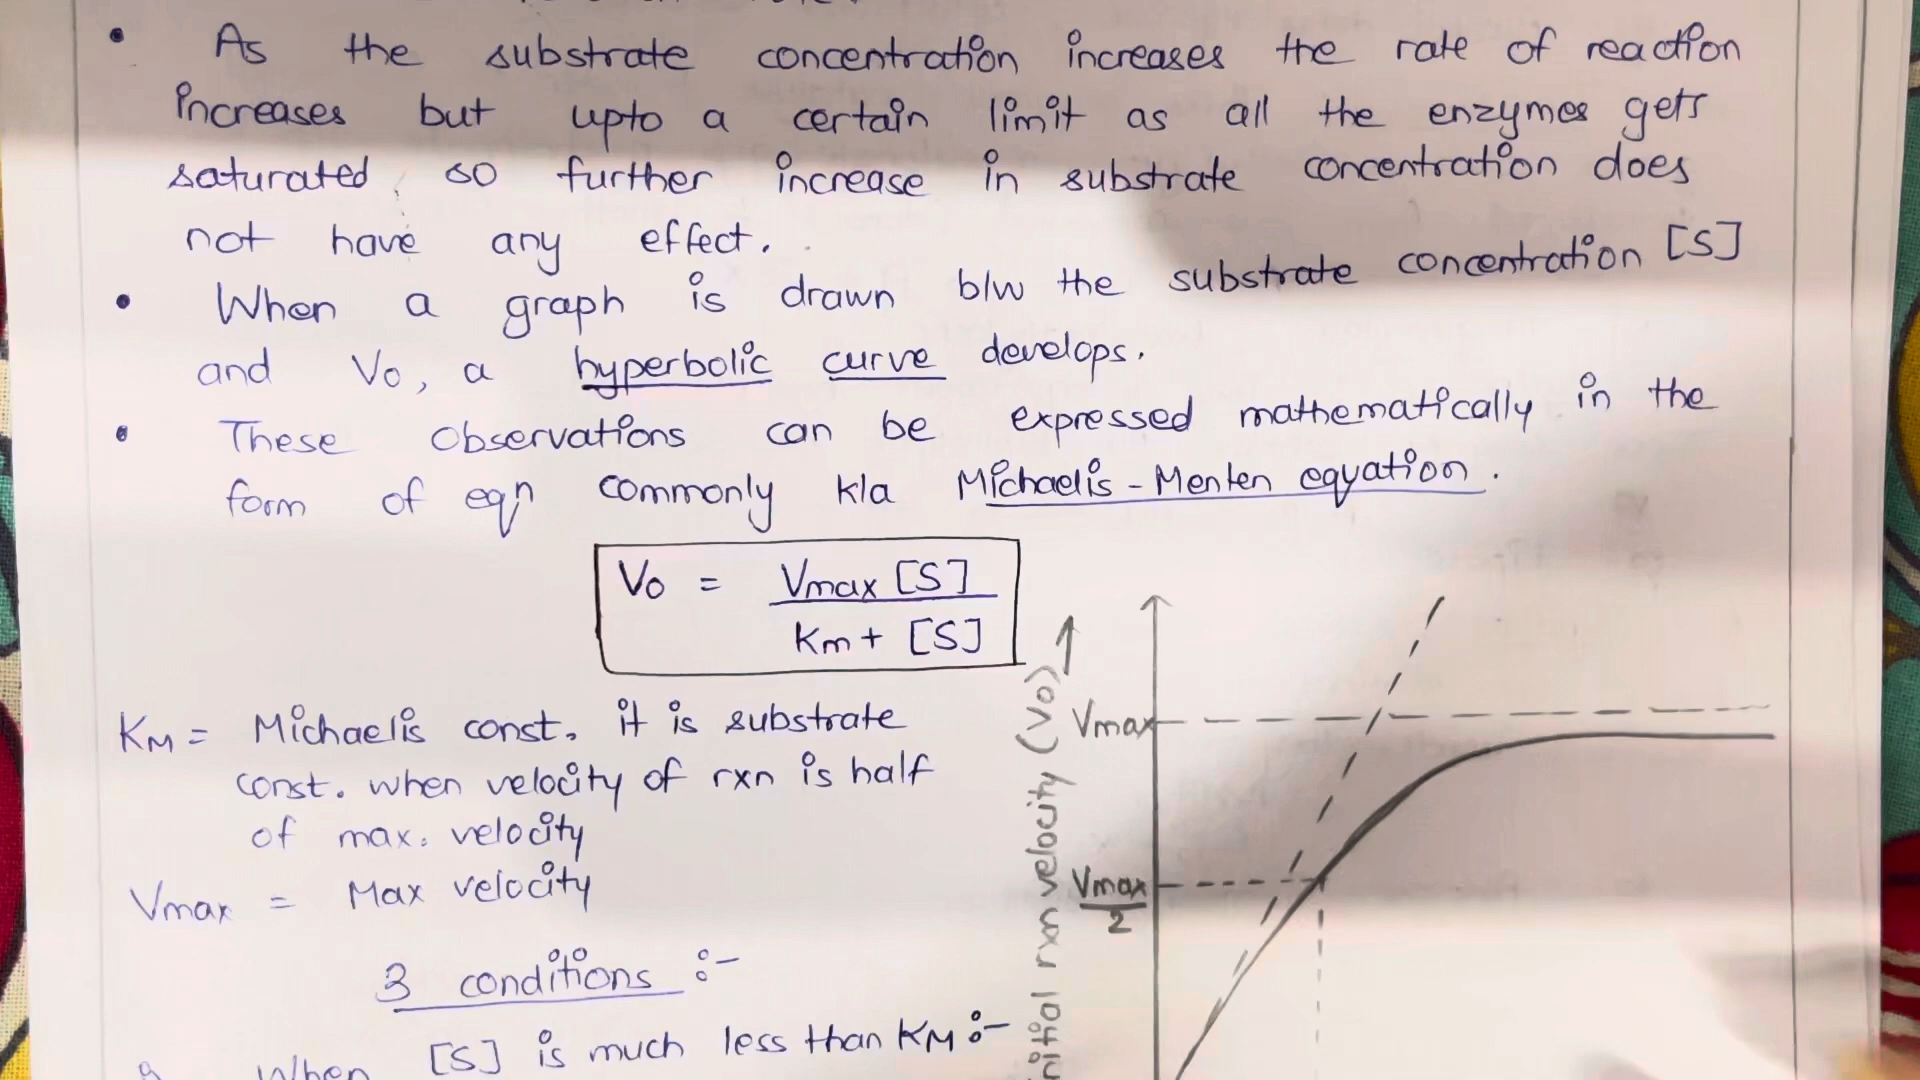 As the substrate concentration increases the rate of reaction
increases but upto a certain limit as all the enzymes gets
saturated so further increase in substrate concentration does
not have any effect.
When a graph is drawn b/w the substrate concentration [S]
and Vo, a hyperbolic curve develops.
These observations can be expressed mathematically in the
form of eqn commonly k/a Michaelis-Menten equation.
Vo = Vmax [S]
Km + [S]
KM = Michaelis const. it is substrate
const. when velocity of rxn is half
of max. velocity
Vmax = Max velocity
3 conditions :-
When [S] is much less than KM :-
Vmax
Vmax
2
rxn velocity (Vo)